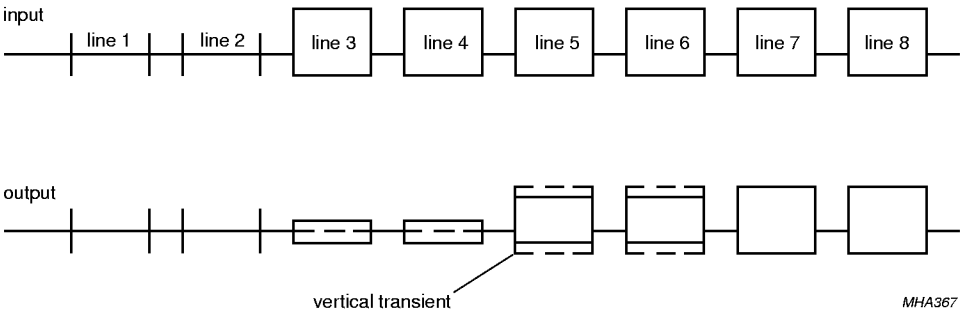 input
line 1
line 2
line 3
line 4
line 5
line 6
line 7
line 8
output
vertical transient
MHA367